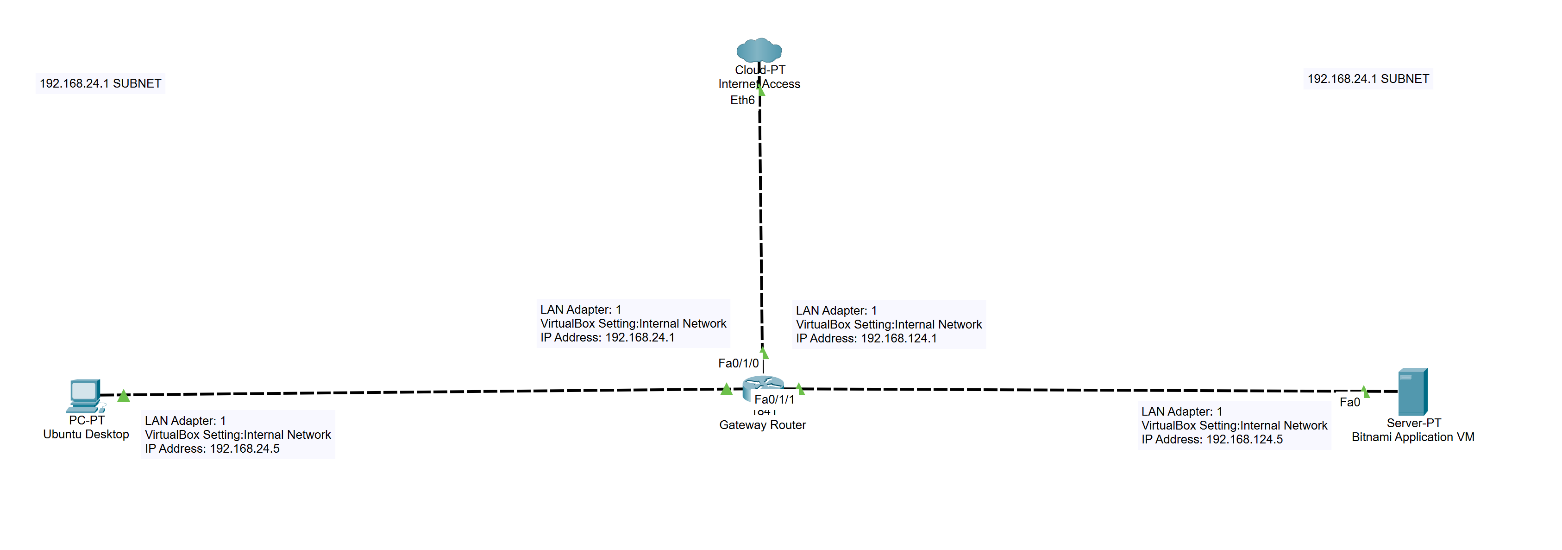 192.168.24.1 SUBNET
192.168.24.1 SUBNET
Cloud-PT
Internet Access
Eth6
LAN Adapter: 1
VirtualBox Setting:Internal Network
IP Address: 192.168.24.1
LAN Adapter: 1
VirtualBox Setting:Internal Network
IP Address: 192.168.124.1
Fa0/1/0
Fa0/1/1
1841
Gateway Router
PC-PT
Ubuntu Desktop
LAN Adapter: 1
VirtualBox Setting:Internal Network
IP Address: 192.168.24.5
Fa0
LAN Adapter: 1
VirtualBox Setting:Internal Network
IP Address: 192.168.124.5
Server-PT
Bitnami Application VM